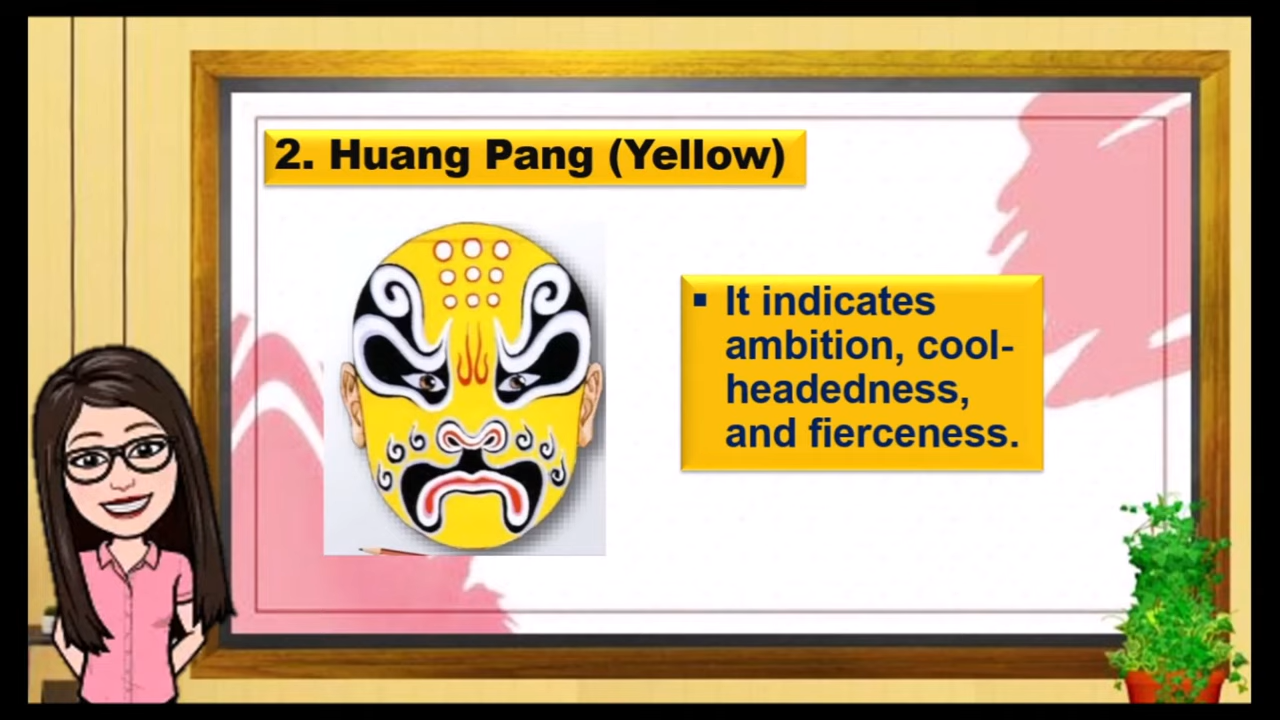 2. Huang Pang (Yellow)
▪ It indicates
ambition, cool-
headedness,
and fierceness.